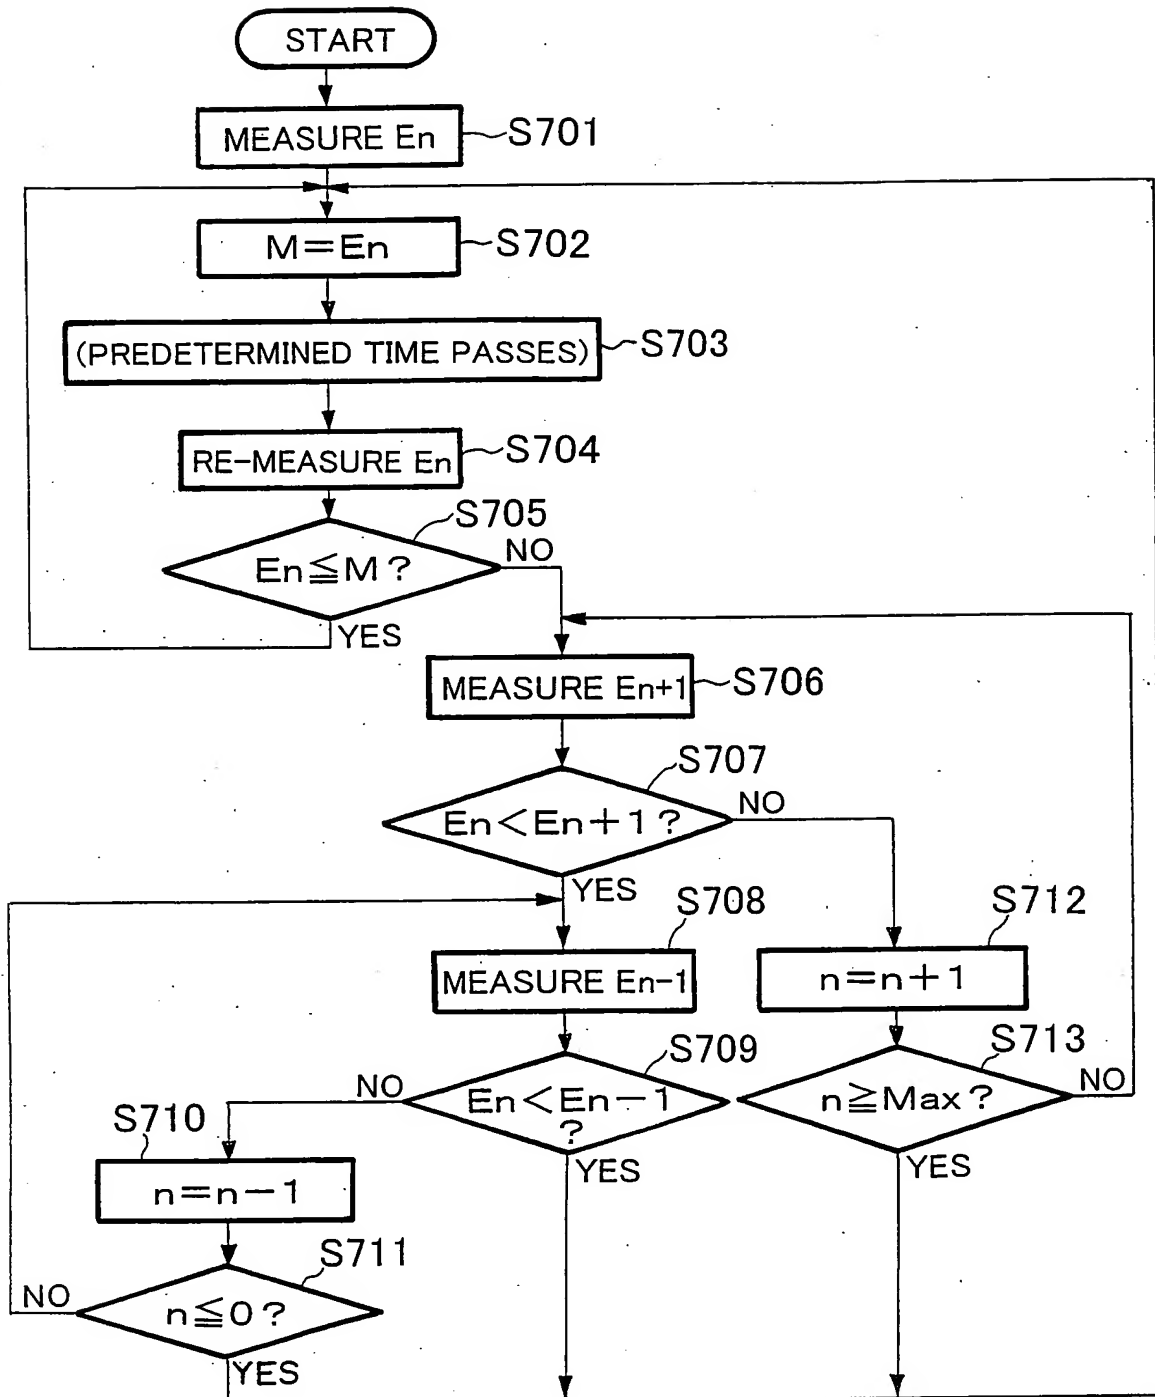 START
MEASURE En
S701
M=En
S702
(PREDETERMINED TIME PASSES)
S703
RE-MEASURE En
S704
S705
En≦M?
NO
YES
MEASURE En+1
S706
S707
En<En+1?
NO
YES
S708
MEASURE En-1
S712
n=n+1
S709
En<En-1
?
NO
YES
S713
n≧Max?
NO
YES
S710
n=n-1
S711
n≦0?
NO
YES